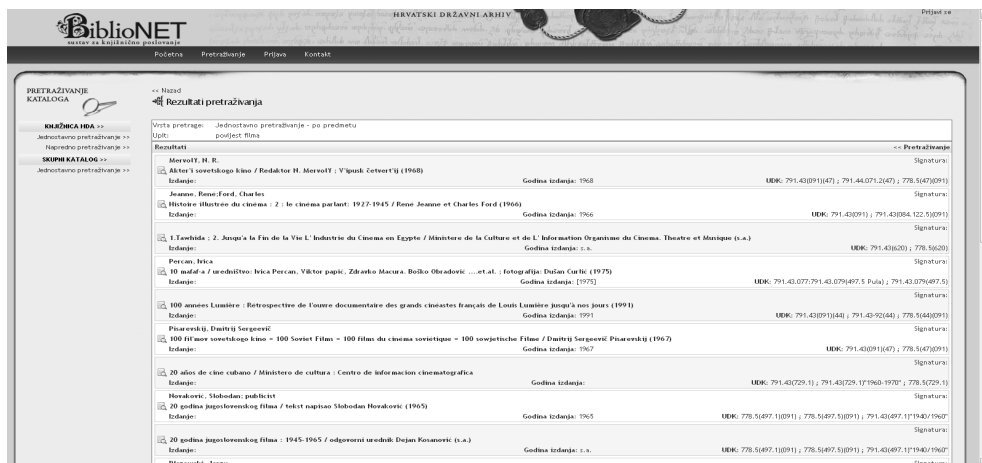 HRVATSKI DRŽAVNI ARHIV
Prijavi se
BiblioNET
sustav za knjižnično poslovanje
Početna Pretraživanje Prijava Kontakt
PRETRAŽIVANJE
KATALOGA
KNJIŽNICA HDA >>
Jednostavno pretraživanje >>
Napredno pretraživanje >>
SKUPNI KATALOG >>
Jednostavno pretraživanje >>
<< Nazad
Rezultati pretraživanja
Vrsta pretrage: Jednostavno pretraživanje - po predmetu
Upit: povijest filma
Rezultati << Pretraživanje
MervolY, N. R. Signatura:
Akter'i sovetskogo kino / Redaktor N. MervolY ; V'ipusk četvert'ij (1968)
Izdanje: Godina izdanja: 1968 UDK: 791.43(091)(47) ; 791.44.071.2(47) ; 778.5(47)(091)
Jeanne, René;Ford, Charles Signatura:
Histoire illustrée du cinéma : 2 : le cinéma parlant: 1927-1945 / René Jeanne et Charles Ford (1966)
Izdanje: Godina izdanja: 1966 UDK: 791.43(091) ; 791.43(084.122.5)(091)
Signatura:
1.Tawhida ; 2. Jusqu'a la Fin de la Vie L' Industrie du Cinema en Egypte / Ministere de la Culture et de L' Information Organisme du Cinema. Theatre et Musique (s.a.)
Izdanje: Godina izdanja: s.a. UDK: 791.43(620) ; 778.5(620)
Percan, Ivica Signatura:
10 mafaf-a / uredništvo: Ivica Percan, Viktor papić, Zdravko Macura. Boško Obradović ....et.al. ; fotografija: Dušan Curlić (1975)
Izdanje: Godina izdanja: [1975] UDK: 791.43.077:791.43.079(497.5 Pula) ; 791.43.079(497.5)
Signatura:
100 années Lumière : Rétrospective de l'ouvre documentaire des grands cinéastes français de Louis Lumière jusqu'à nos jours (1991)
Izdanje: Godina izdanja: 1991 UDK: 791.43(091)(44) ; 791.43-92(44) ; 778.5(44)(091)
Pisarevskij, Dmitrij Sergeevič Signatura:
100 fil'mov sovetskogo kino = 100 Soviet Films = 100 films du cinéma soviétique = 100 sowjetische Filme / Dmitrij Sergeevič Pisarevskij (1967)
Izdanje: Godina izdanja: 1967 UDK: 791.43(091)(47) ; 778.5(47)(091)
Signatura:
20 años de cine cubano / Ministero de cultura : Centro de informacion cinematografica
Izdanje: Godina izdanja: UDK: 791.43(729.1) ; 791.43(729.1)"1960-1970" ; 778.5(729.1)
Novaković, Slobodan; publicist Signatura:
20 godina jugoslovenskog filma / tekst napisao Slobodan Novaković (1965)
Izdanje: Godina izdanja: 1965 UDK: 778.5(497.1)(091) ; 778.5(497.5)(091) ; 791.43(497.1)"1940/1960"
Signatura:
20 godina jugoslovenskog filma : 1945-1965 / odgovorni urednik Dejan Kosanović (s.a.)
Izdanje: Godina izdanja: s.a. UDK: 778.5(497.1)(091) ; 778.5(497.5)(091) ; 791.43(497.1)"1940/1960"